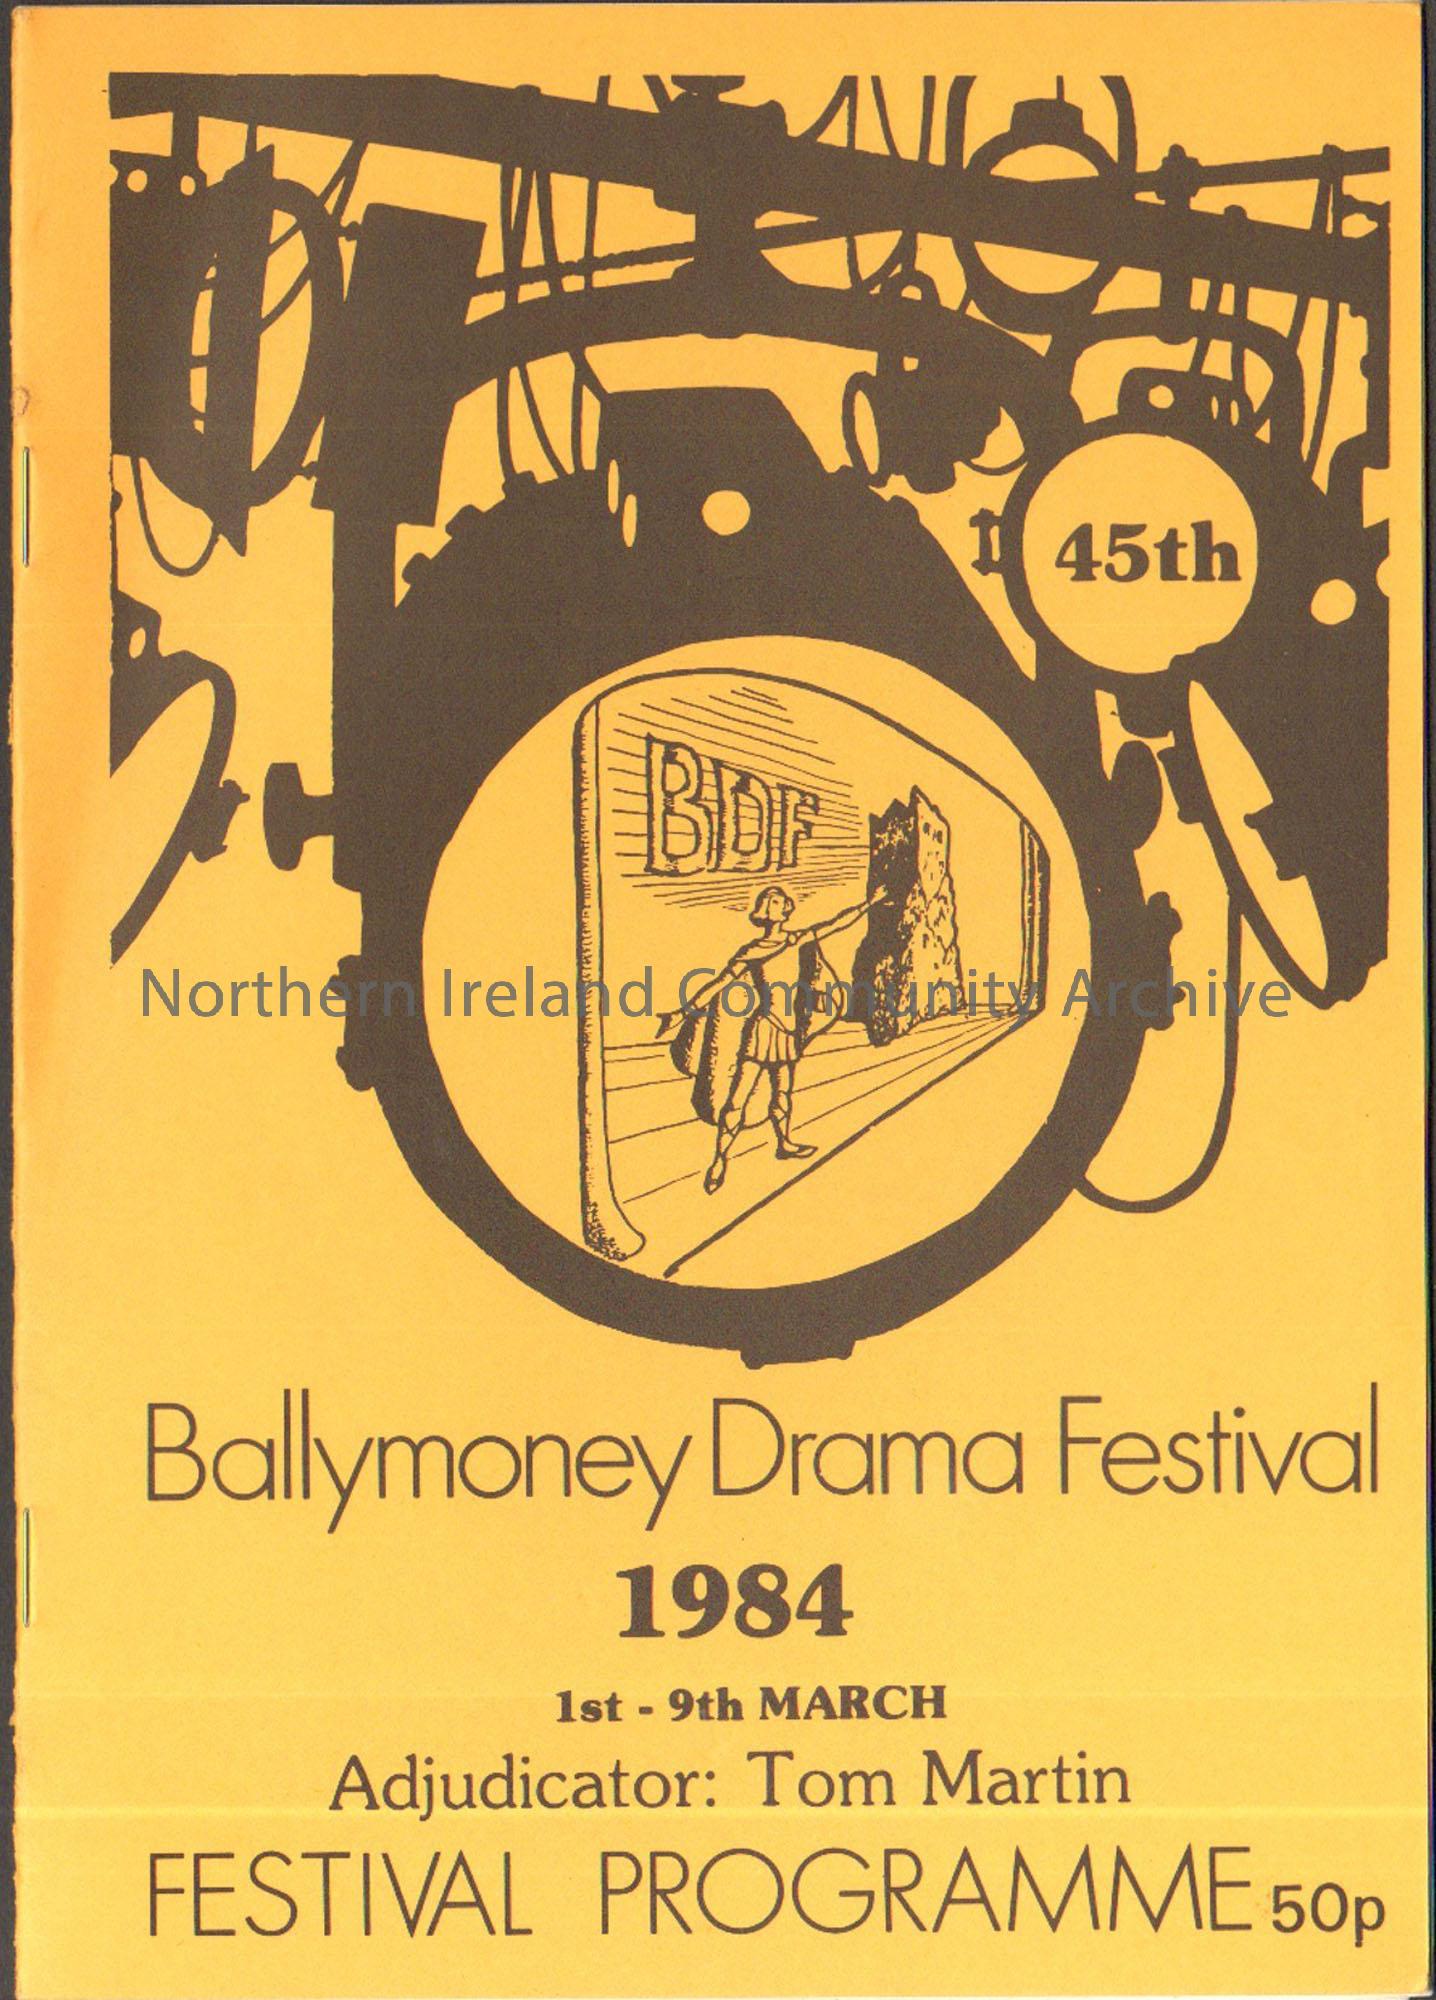 45th
BDF
Northern Ireland Community Archive
Ballymoney Drama Festival
1984
1st - 9th MARCH
Adjudicator: Tom Martin
FESTIVAL PROGRAMME 50p